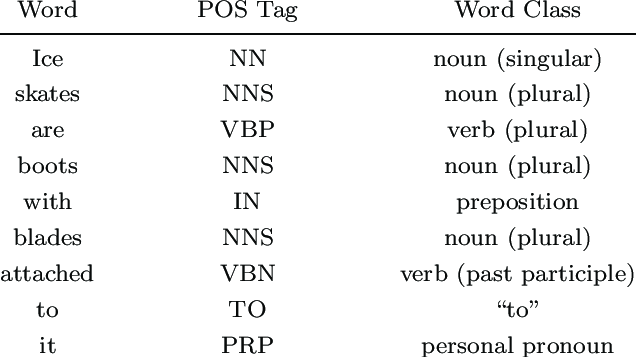 Word POS Tag Word Class
Ice NN noun (singular)
skates NNS noun (plural)
are VBP verb (plural)
boots NNS noun (plural)
with IN preposition
blades NNS noun (plural)
attached VBN verb (past participle)
to TO “to”
it PRP personal pronoun